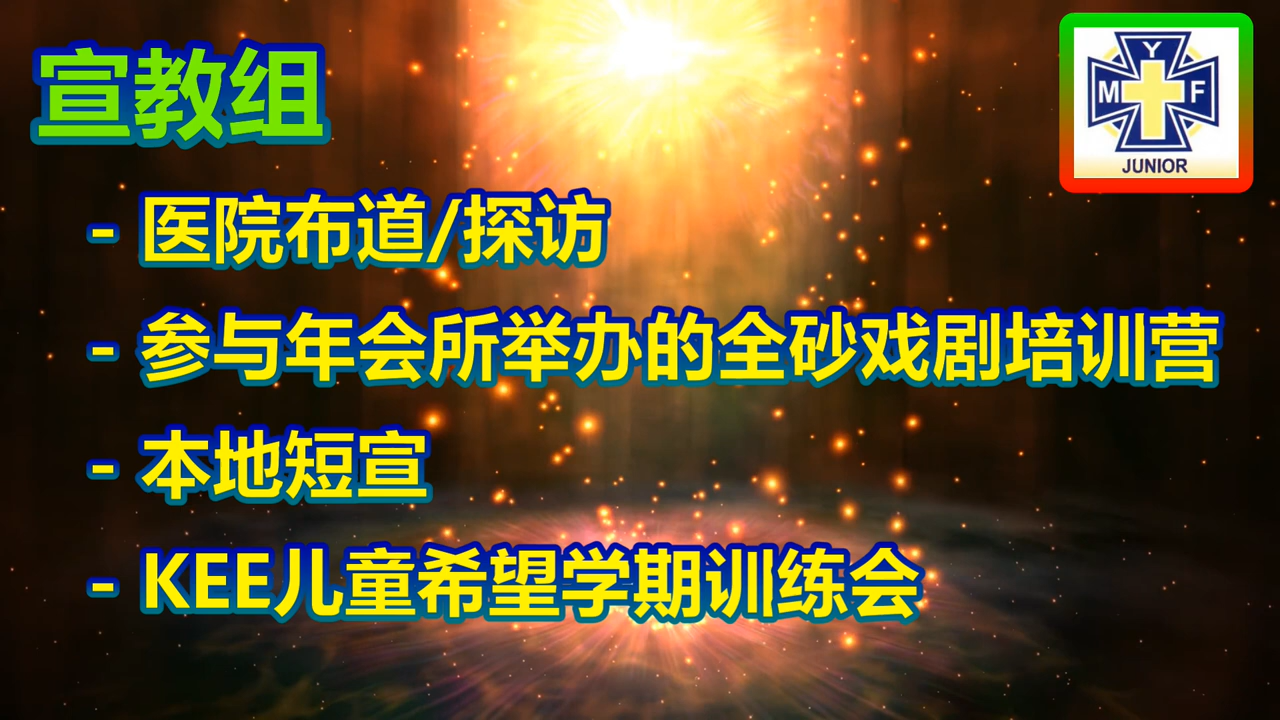 宣教组
Y
M F
JUNIOR
- 医院布道/探访
- 参与年会所举办的全砂戏剧培训营
- 本地短宣
- KEE儿童希望学期训练会